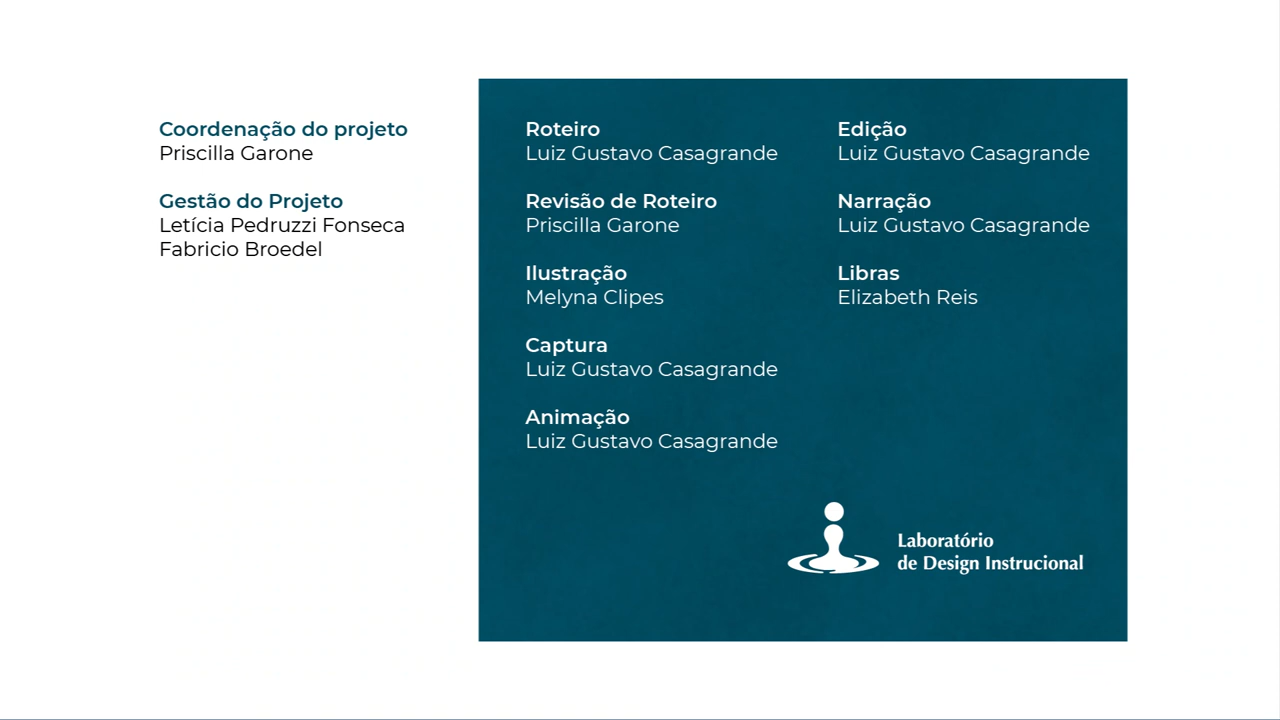 Coordenação do projeto
Priscilla Garone
Gestão do Projeto
Letícia Pedruzzi Fonseca
Fabricio Broedel
Roteiro
Luiz Gustavo Casagrande
Revisão de Roteiro
Priscilla Garone
Ilustração
Melyna Clipes
Captura
Luiz Gustavo Casagrande
Animação
Luiz Gustavo Casagrande
Edição
Luiz Gustavo Casagrande
Narração
Luiz Gustavo Casagrande
Libras
Elizabeth Reis
Laboratório
de Design Instrucional